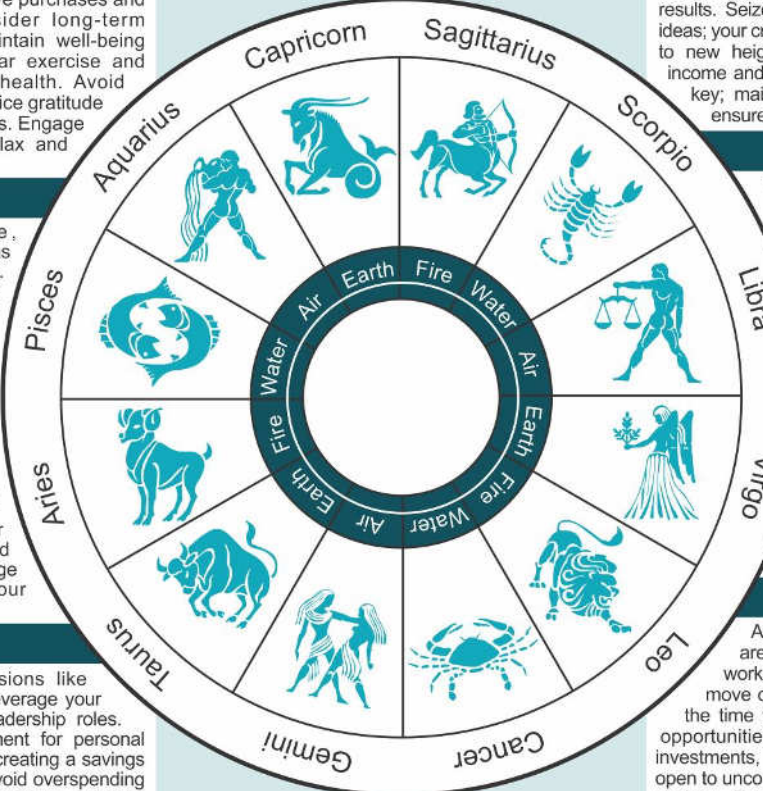 ve purchases and
sider long-term
intain well-being
ar exercise and
health. Avoid
ice gratitude
s. Engage
lax and
results. Seize
ideas; your cr
to new heig
income and
key; mai
ensure
Capricorn
Sagittarius
Scorpio
Libra
Virgo
Leo
Cancer
Gemini
Taurus
Aries
Pisces
Aquarius
Earth
Fire
Water
Air
Earth
Fire
Water
Air
Earth
Fire
Water
Air
e,
s
r
d
ge
our
sions like
everage your
adership roles.
ment for personal
creating a savings
void overspending
A
are
work
move o
the time
opportunitie
investments,
open to unco